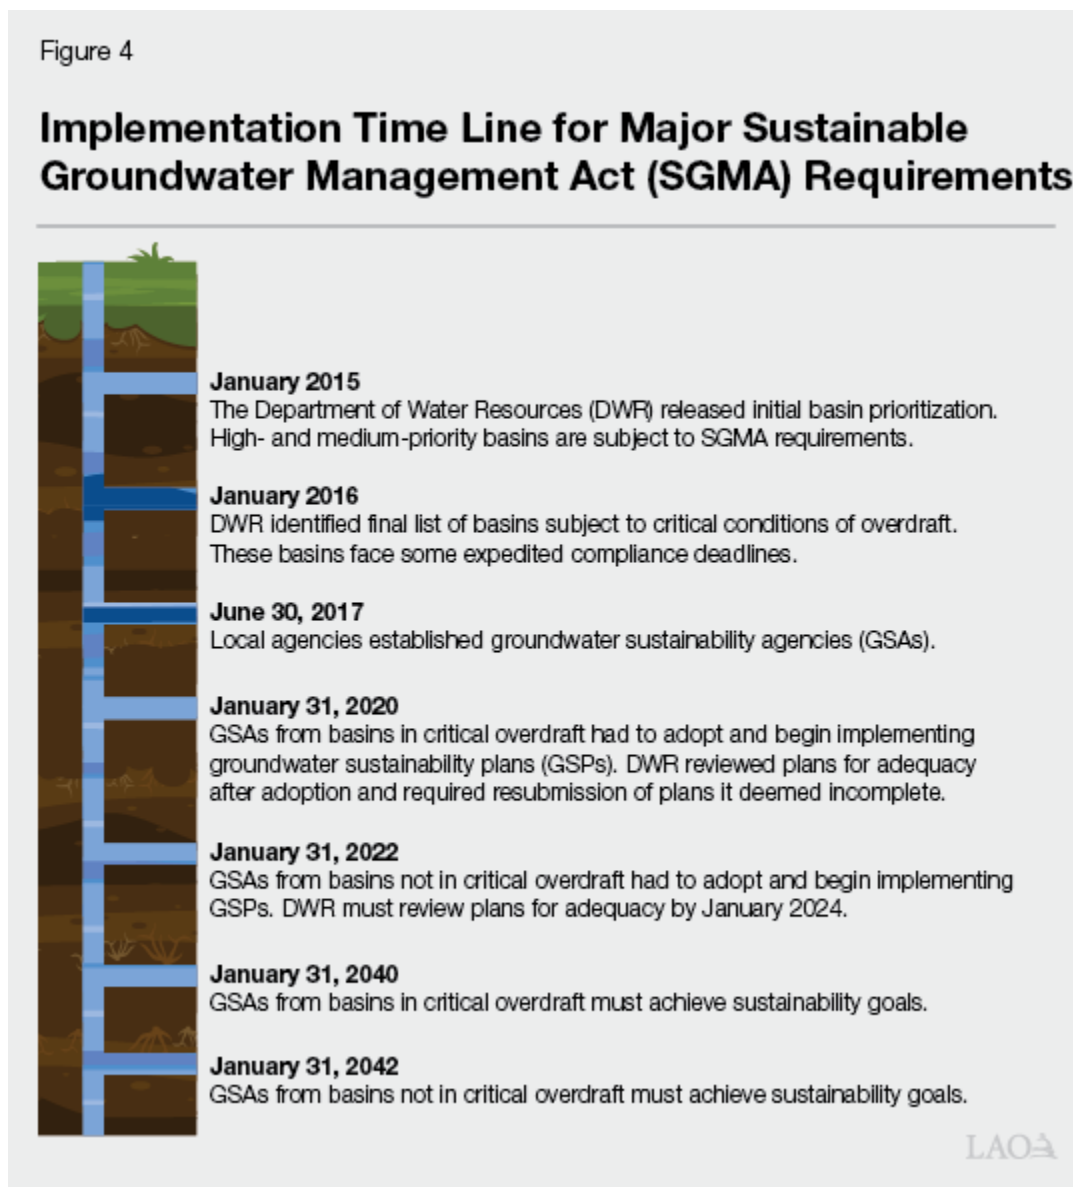 Figure 4
Implementation Time Line for Major Sustainable
Groundwater Management Act (SGMA) Requirements
January 2015
The Department of Water Resources (DWR) released initial basin prioritization.
High- and medium-priority basins are subject to SGMA requirements.
January 2016
DWR identified final list of basins subject to critical conditions of overdraft.
These basins face some expedited compliance deadlines.
June 30, 2017
Local agencies established groundwater sustainability agencies (GSAs).
January 31, 2020
GSAs from basins in critical overdraft had to adopt and begin implementing
groundwater sustainability plans (GSPs). DWR reviewed plans for adequacy
after adoption and required resubmission of plans it deemed incomplete.
January 31, 2022
GSAs from basins not in critical overdraft had to adopt and begin implementing
GSPs. DWR must review plans for adequacy by January 2024.
January 31, 2040
GSAs from basins in critical overdraft must achieve sustainability goals.
January 31, 2042
GSAs from basins not in critical overdraft must achieve sustainability goals.
LAO